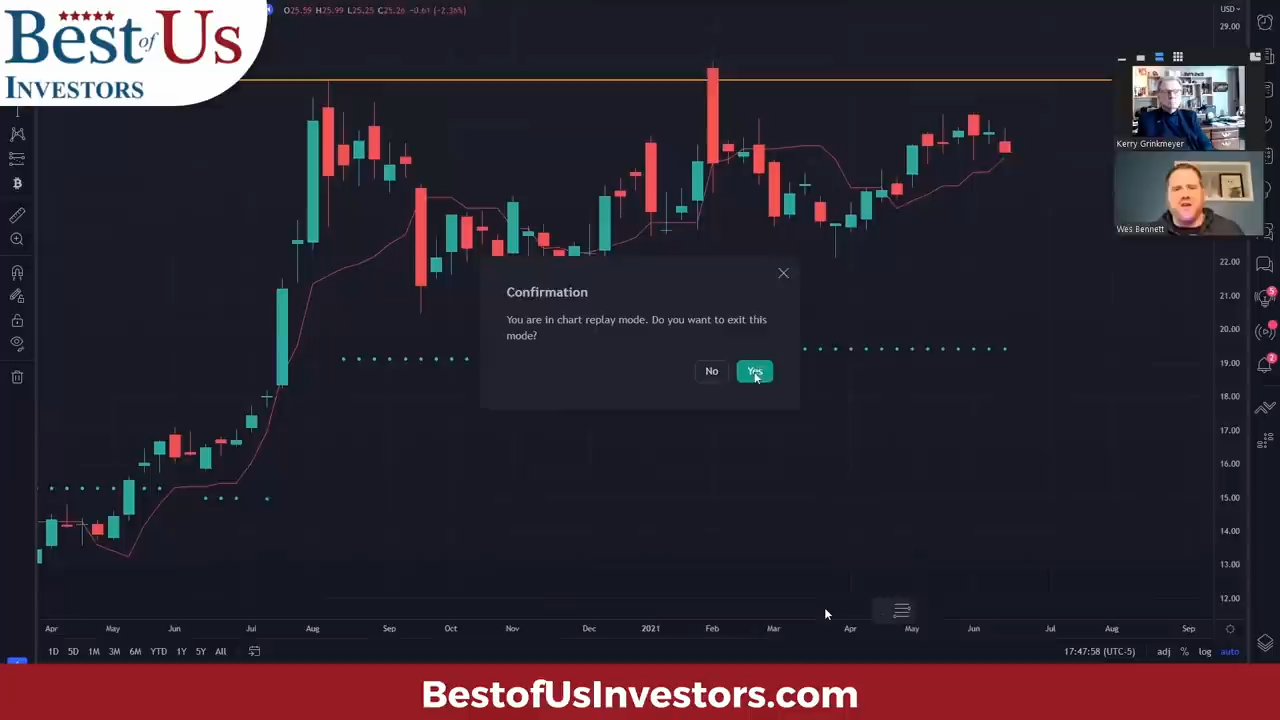 Best of Us
INVESTORS
O25.59 H25.99 L25.25 C25.26 −0.61 (−2.36%)
USD
29.00
Kerry Grinkmeyer
Wes Bennett
22.00
21.00
20.00
19.00
18.00
17.00
16.00
15.00
14.00
13.00
12.00
5
2
Confirmation
You are in chart replay mode. Do you want to exit this
mode?
No
Yes
Apr May Jun Jul Aug Sep Oct Nov Dec 2021 Feb Mar Apr May Jun Jul Aug Sep
1D 5D 1M 3M 6M YTD 1Y 5Y All
17:47:58 (UTC-5) adj % log auto
BestofUsInvestors.com